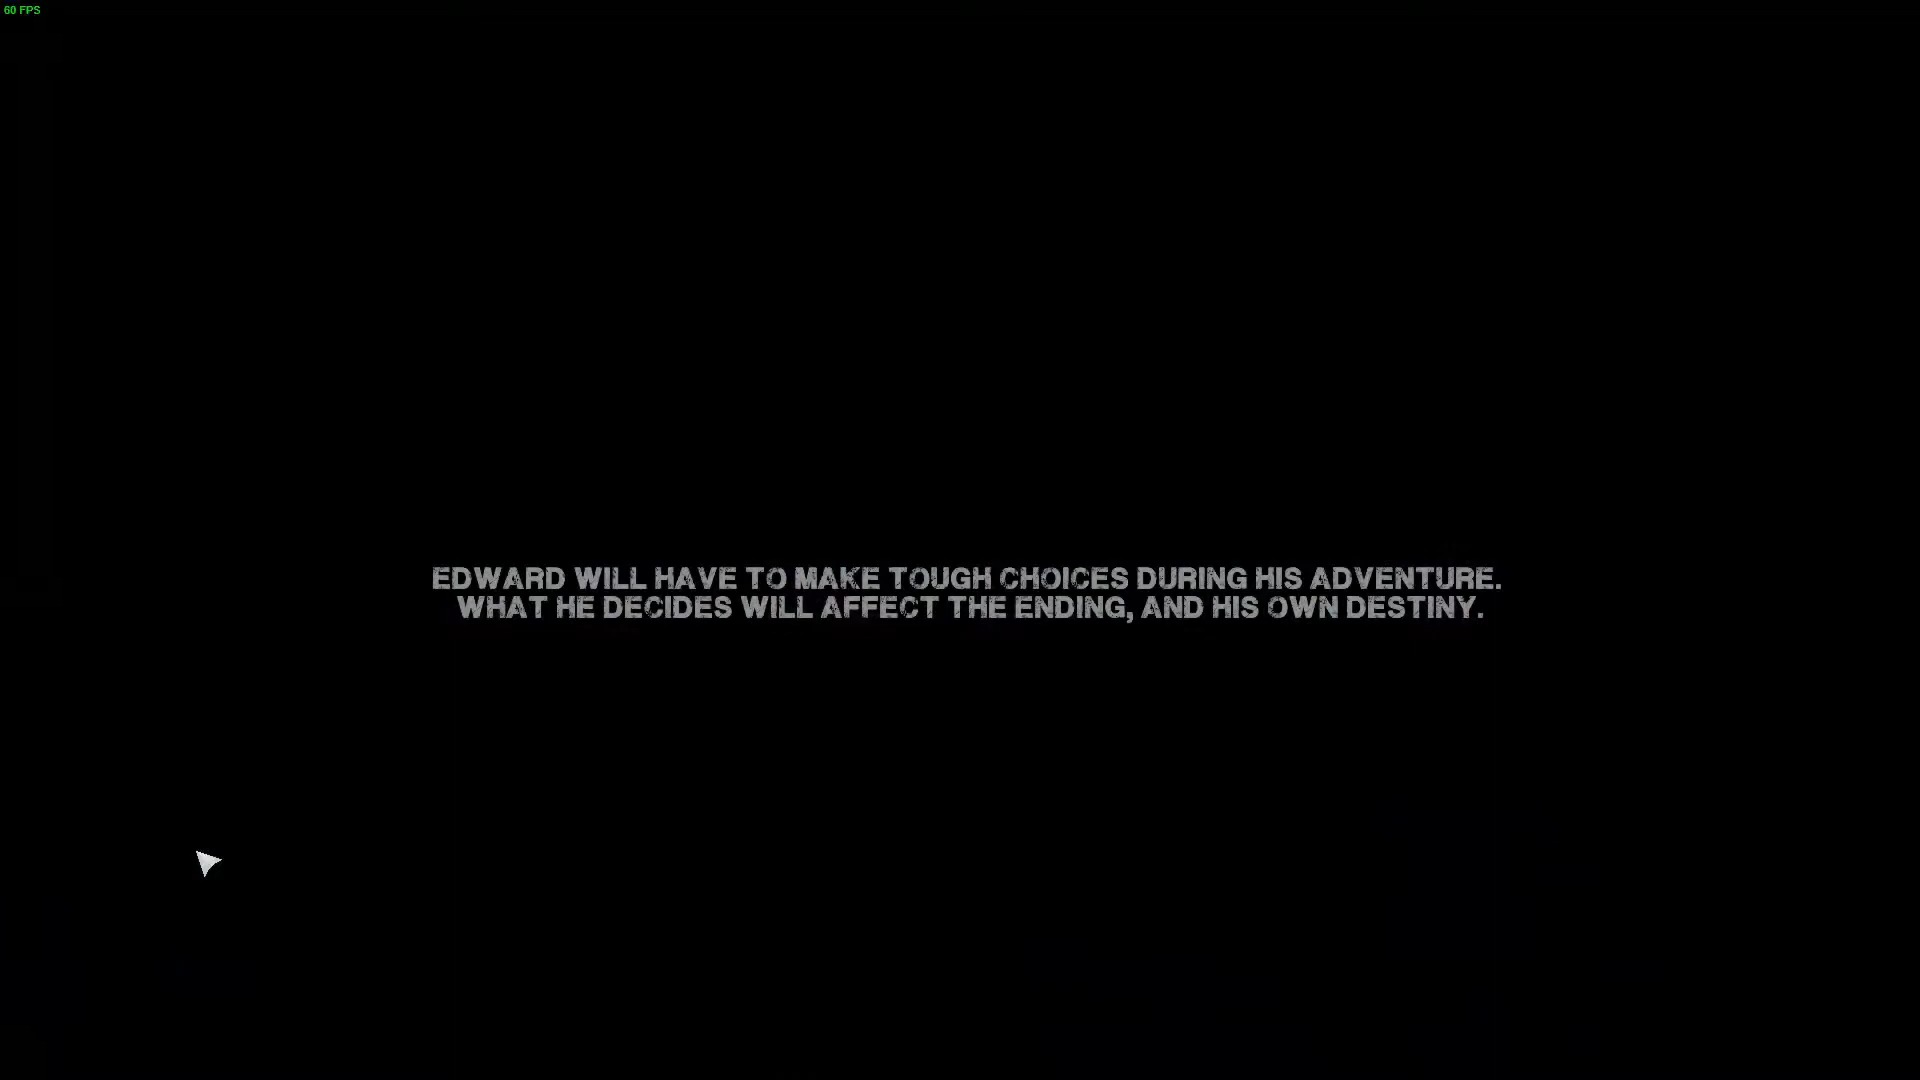 60 FPS
EDWARD WILL HAVE TO MAKE TOUGH CHOICES DURING HIS ADVENTURE.
WHAT HE DECIDES WILL AFFECT THE ENDING, AND HIS OWN DESTINY.